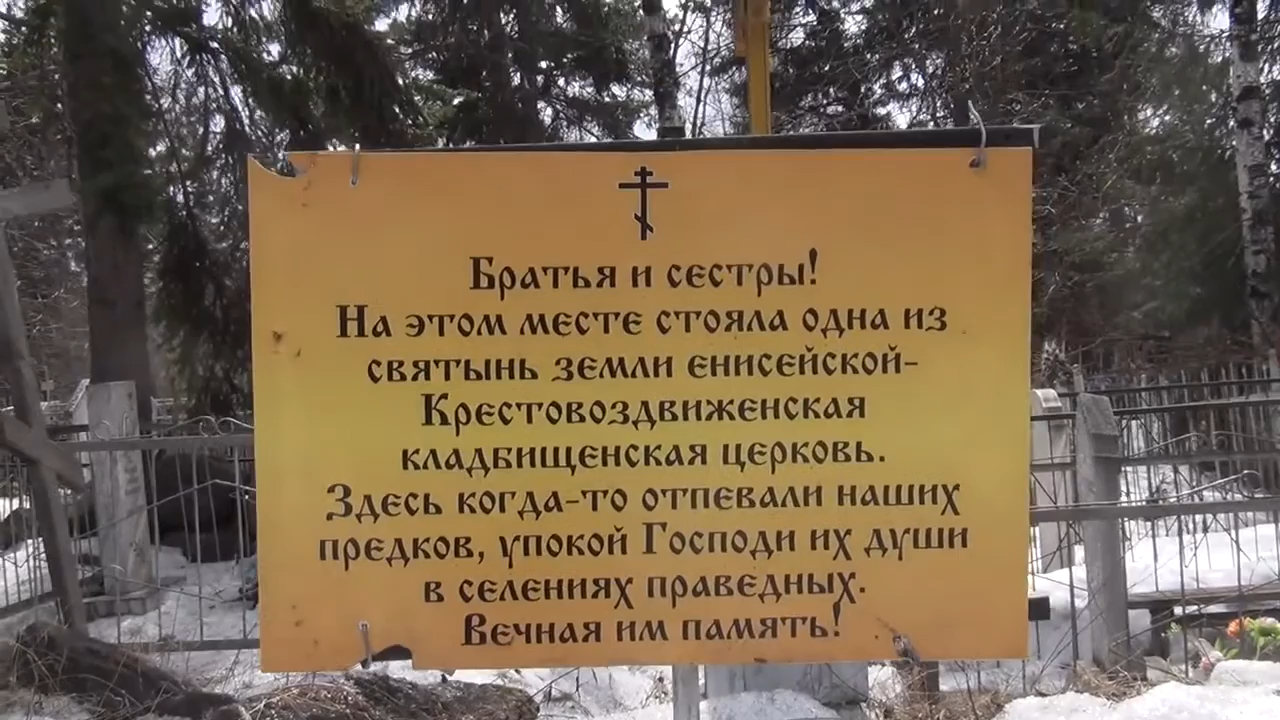 Братья и сестры!
На этом месте стояла одна из
святынь земли енисейской-
Крестовоздвиженская
кладбищенская церковь.
Здесь когда-то отпевали наших
предков, упокой Господи их души
в селениях праведных.
Вечная им память!